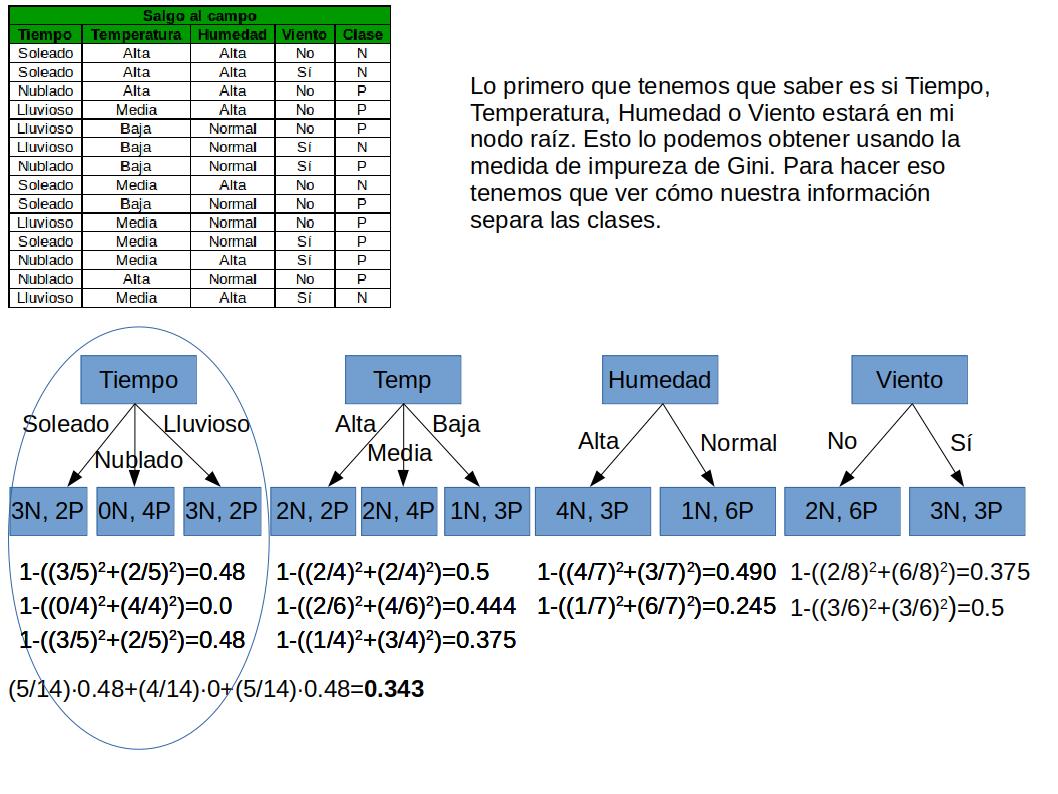 Salgo al campo
Tiempo Temperatura Humedad Viento Clase
Soleado Alta Alta No N
Soleado Alta Alta Sí N
Nublado Alta Alta No P
Lluvioso Media Alta No P
Lluvioso Baja Normal No P
Lluvioso Baja Normal Sí N
Nublado Baja Normal Sí P
Soleado Media Alta No N
Soleado Baja Normal No P
Lluvioso Media Normal No P
Soleado Media Normal Sí P
Nublado Media Alta Sí P
Nublado Alta Normal No P
Lluvioso Media Alta Sí N
Lo primero que tenemos que saber es si Tiempo,
Temperatura, Humedad o Viento estará en mi
nodo raíz. Esto lo podemos obtener usando la
medida de impureza de Gini. Para hacer eso
tenemos que ver cómo nuestra información
separa las clases.
Tiempo Temp Humedad Viento
Soleado Lluvioso Alta Baja
Nublado Media
Alta Normal No Sí
3N, 2P 0N, 4P 3N, 2P 2N, 2P 2N, 4P 1N, 3P 4N, 3P 1N, 6P 2N, 6P 3N, 3P
1-((3/5)²+(2/5)²)=0.48 1-((2/4)²+(2/4)²)=0.5 1-((4/7)²+(3/7)²)=0.490 1-((2/8)²+(6/8)²)=0.375
1-((0/4)²+(4/4)²)=0.0 1-((2/6)²+(4/6)²)=0.444 1-((1/7)²+(6/7)²)=0.245 1-((3/6)²+(3/6)²)=0.5
1-((3/5)²+(2/5)²)=0.48 1-((1/4)²+(3/4)²)=0.375
(5/14)·0.48+(4/14)·0+(5/14)·0.48=0.343